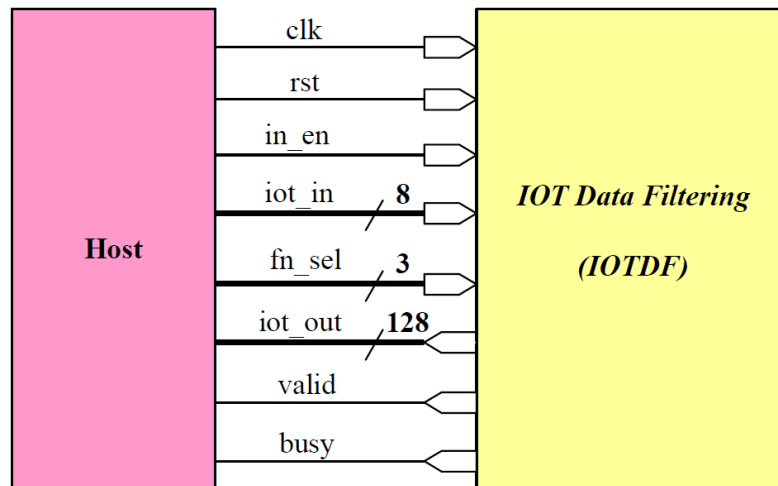 clk
rst
in_en
iot_in 8
fn_sel 3
iot_out 128
valid
busy
Host
IOT Data Filtering
(IOTDF)